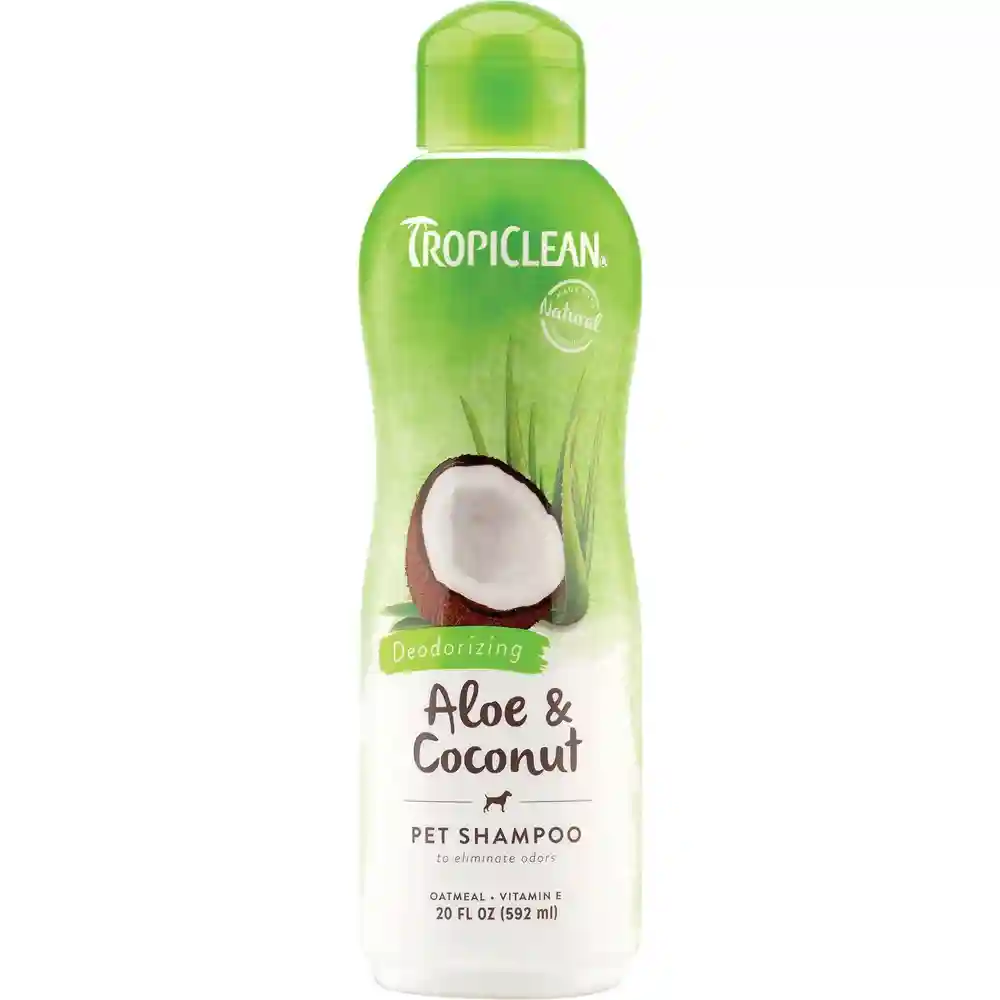 TROPICLEAN
Natural
Deodorizing
Aloe &
Coconut
PET SHAMPOO
to eliminate odors
OATMEAL • VITAMIN E
20 FL OZ (592 ml)